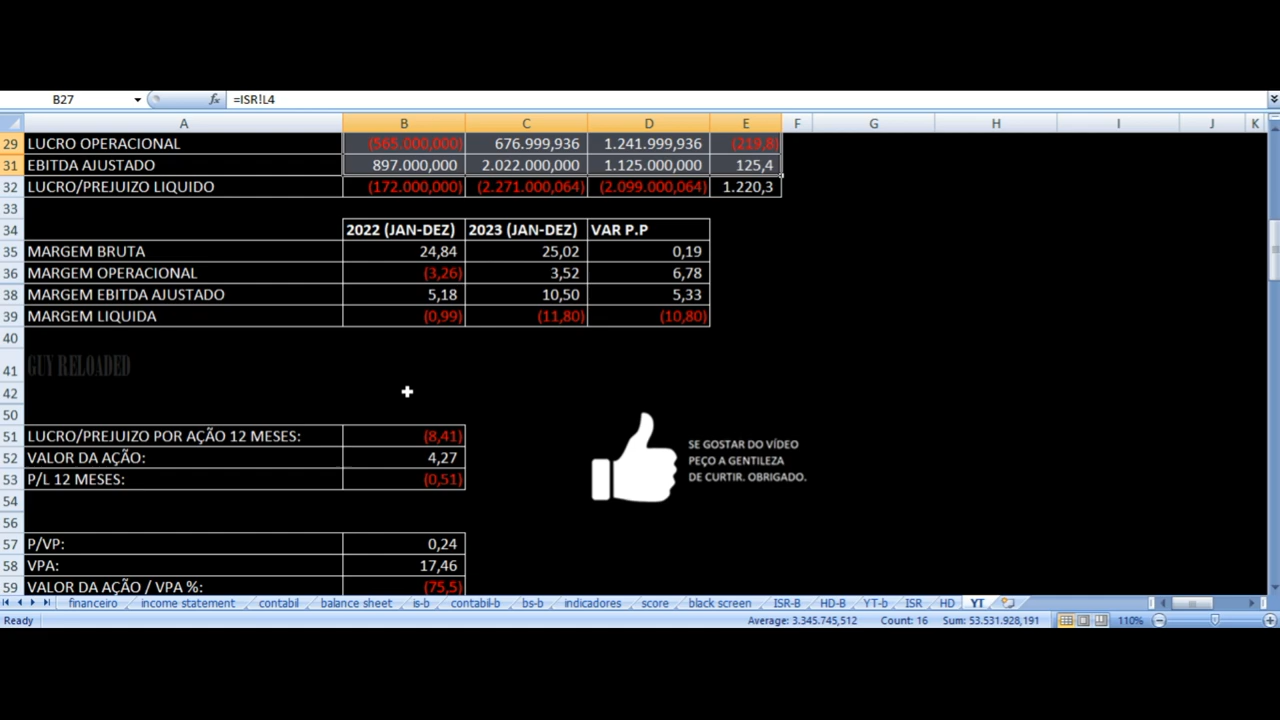 B27 fx =ISR!L4
A B C D E F G H I J K
29 LUCRO OPERACIONAL (565.000,000) 676.999,936 1.241.999,936 (219,8)
31 EBITDA AJUSTADO 897.000,000 2.022.000,000 1.125.000,000 125,4
32 LUCRO/PREJUIZO LIQUIDO (172.000,000) (2.271.000,064) (2.099.000,064) 1.220,3
33
34 2022 (JAN-DEZ) 2023 (JAN-DEZ) VAR P.P
35 MARGEM BRUTA 24,84 25,02 0,19
36 MARGEM OPERACIONAL (3,26) 3,52 6,78
38 MARGEM EBITDA AJUSTADO 5,18 10,50 5,33
39 MARGEM LIQUIDA (0,99) (11,80) (10,80)
40
41 GUY RELOADED
42
50
51 LUCRO/PREJUIZO POR AÇÃO 12 MESES: (8,41)
52 VALOR DA AÇÃO: 4,27
53 P/L 12 MESES: (0,51)
54
56
57 P/VP: 0,24
58 VPA: 17,46
59 VALOR DA AÇÃO / VPA %: (75,5)
SE GOSTAR DO VÍDEO
PEÇO A GENTILEZA
DE CURTIR. OBRIGADO.
financeiro income statement contabil balance sheet is-b contabil-b bs-b indicadores score black screen ISR-B HD-B YT-b ISR HD YT
Ready Average: 3.345.745,512 Count: 16 Sum: 53.531.928,191 110%